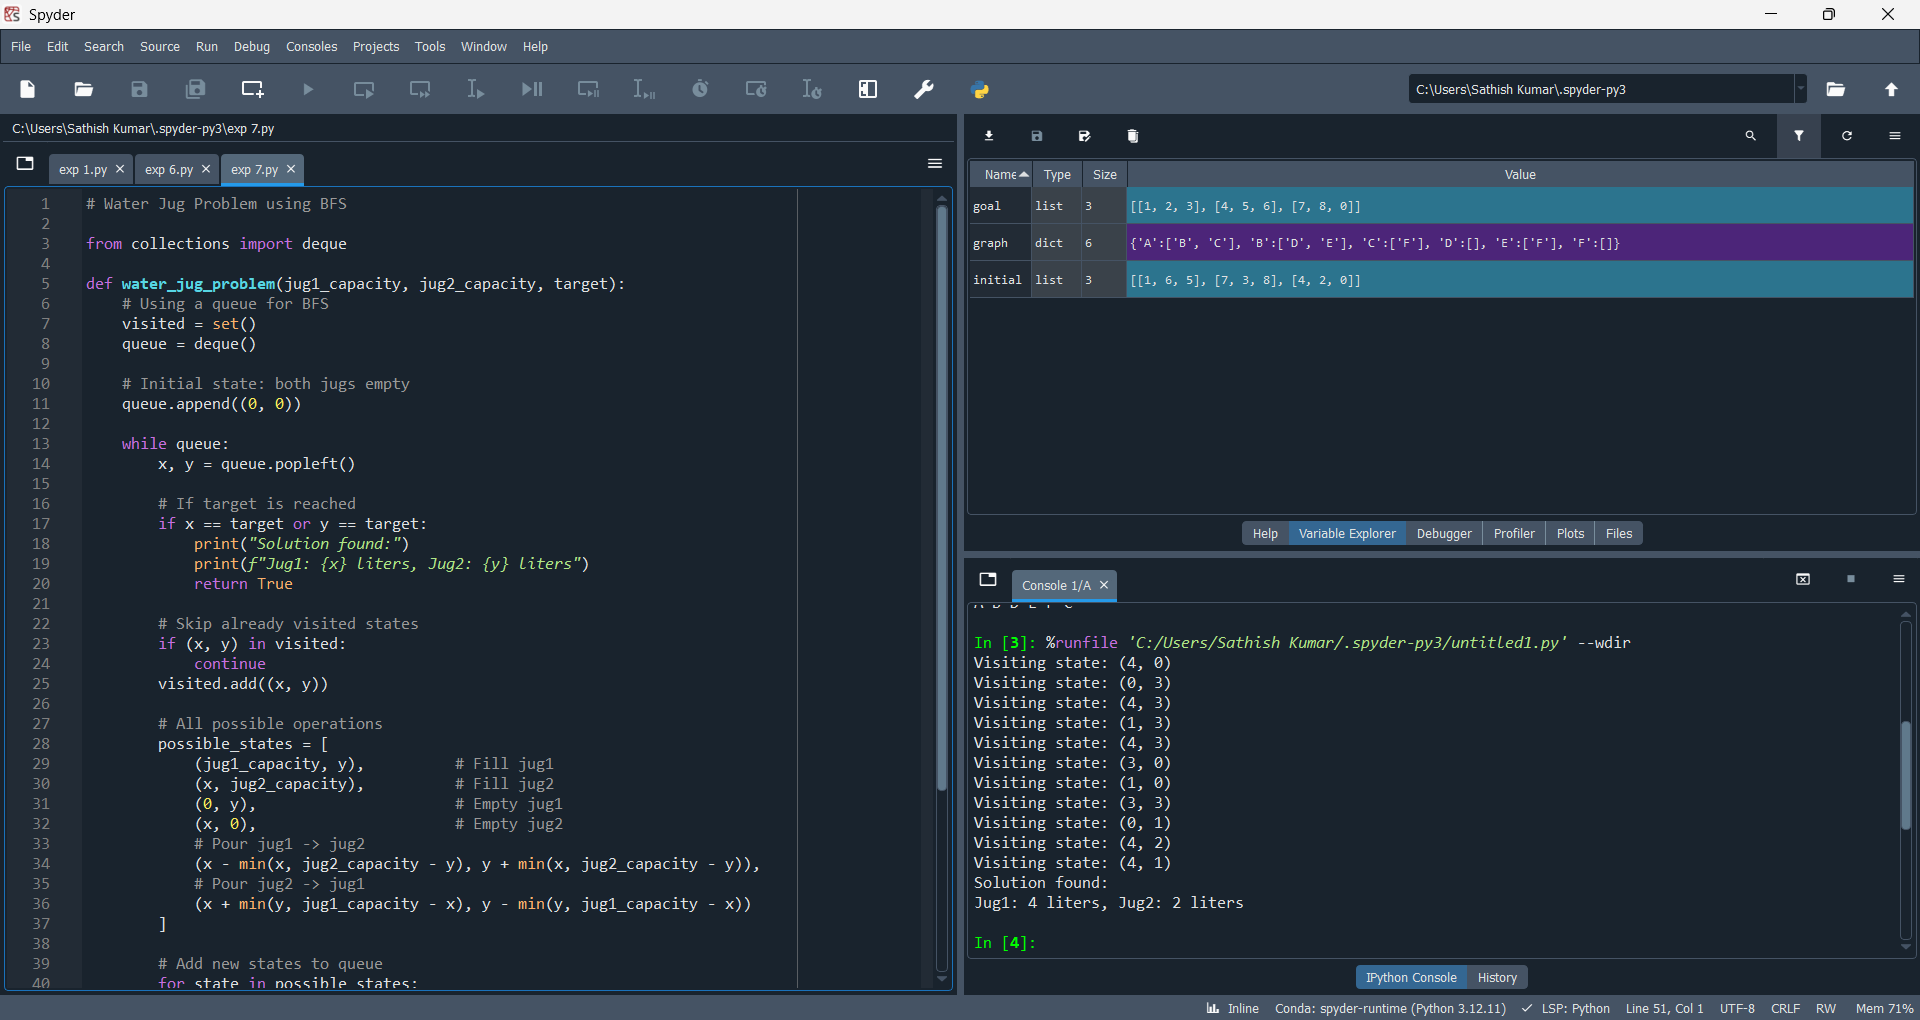 Spyder
File Edit Search Source Run Debug Consoles Projects Tools Window Help
C:\Users\Sathish Kumar\.spyder-py3
C:\Users\Sathish Kumar\.spyder-py3\exp 7.py
exp 1.py exp 6.py exp 7.py
1 # Water Jug Problem using BFS
2
3 from collections import deque
4
5 def water_jug_problem(jug1_capacity, jug2_capacity, target):
6     # Using a queue for BFS
7     visited = set()
8     queue = deque()
9
10     # Initial state: both jugs empty
11     queue.append((0, 0))
12
13     while queue:
14         x, y = queue.popleft()
15
16         # If target is reached
17         if x == target or y == target:
18             print("Solution found:")
19             print(f"Jug1: {x} liters, Jug2: {y} liters")
20             return True
21
22         # Skip already visited states
23         if (x, y) in visited:
24             continue
25         visited.add((x, y))
26
27         # All possible operations
28         possible_states = [
29             (jug1_capacity, y),          # Fill jug1
30             (x, jug2_capacity),          # Fill jug2
31             (0, y),                      # Empty jug1
32             (x, 0),                      # Empty jug2
33             # Pour jug1 -> jug2
34             (x - min(x, jug2_capacity - y), y + min(x, jug2_capacity - y)),
35             # Pour jug2 -> jug1
36             (x + min(y, jug1_capacity - x), y - min(y, jug1_capacity - x))
37         ]
38
39         # Add new states to queue
40         for state in possible_states:
Name Type Size Value
goal list 3 [[1, 2, 3], [4, 5, 6], [7, 8, 0]]
graph dict 6 {'A':['B', 'C'], 'B':['D', 'E'], 'C':['F'], 'D':[], 'E':['F'], 'F':[]}
initial list 3 [[1, 6, 5], [7, 3, 8], [4, 2, 0]]
Help Variable Explorer Debugger Profiler Plots Files
Console 1/A
In [3]: %runfile 'C:/Users/Sathish Kumar/.spyder-py3/untitled1.py' --wdir
Visiting state: (4, 0)
Visiting state: (0, 3)
Visiting state: (4, 3)
Visiting state: (1, 3)
Visiting state: (4, 3)
Visiting state: (3, 0)
Visiting state: (1, 0)
Visiting state: (3, 3)
Visiting state: (0, 1)
Visiting state: (4, 2)
Visiting state: (4, 1)
Solution found:
Jug1: 4 liters, Jug2: 2 liters
In [4]:
IPython Console History
Inline Conda: spyder-runtime (Python 3.12.11) LSP: Python Line 51, Col 1 UTF-8 CRLF RW Mem 71%